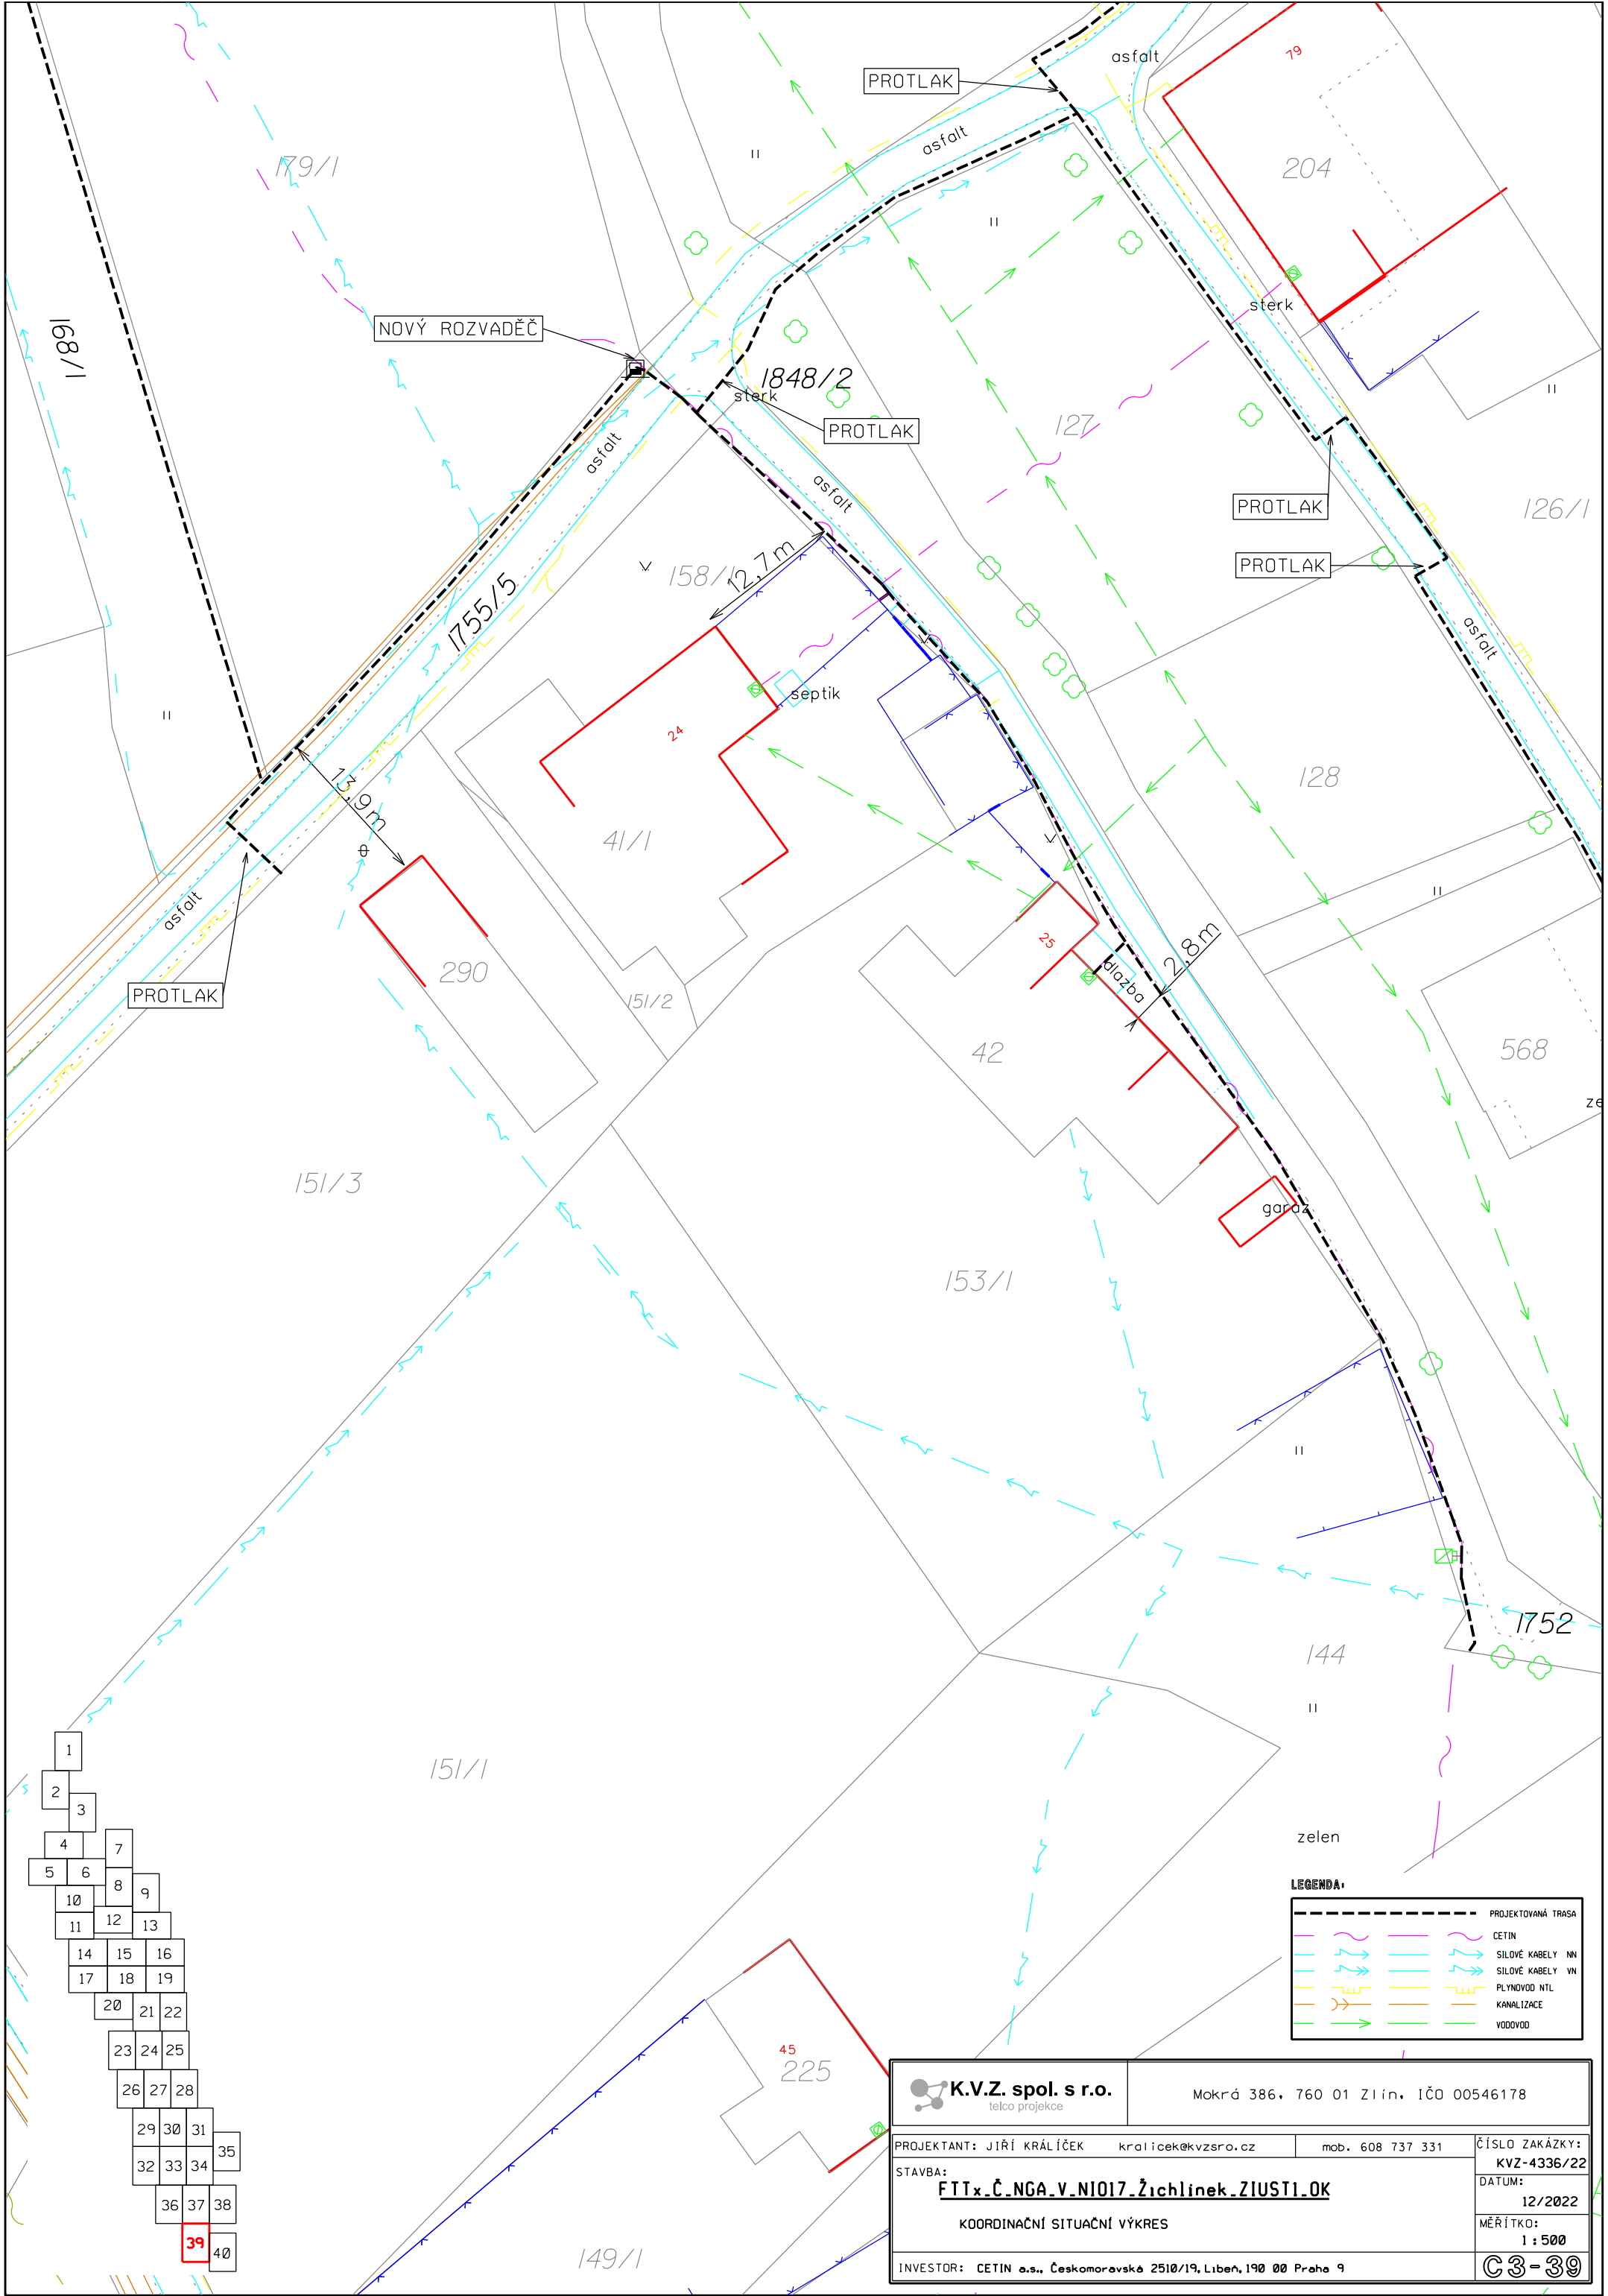 asfalt
79
PROTLAK
asfalt
179/1
204
168/1
NOVÝ ROZVADĚČ
sterk
1848/2
sterk
PROTLAK
127
asfalt
asfalt
PROTLAK
126/1
158/1
12,7m
PROTLAK
1755/5
asfalt
septik
24
13,9m
128
41/1
asfalt
25
2,8m
dlazba
290
PROTLAK
151/2
42
568
ze
151/3
garaz
153/1
1752
144
151/1
zelen
1
2
3
4
7
5 6
8
9
10
12
11
13
14 15 16
17 18 19
20
21 22
23 24 25
26 27 28
29 30 31
35
32 33 34
36 37 38
39
40
LEGENDA:
PROJEKTOVANÁ TRASA
CETIN
SILOVÉ KABELY NN
SILOVÉ KABELY VN
PLYNOVOD NTL
KANALIZACE
VODOVOD
45
225
149/1
K.V.Z. spol. s r.o.
telco projekce
Mokrá 386, 760 01 Zlín, IČO 00546178
PROJEKTANT: JIŘÍ KRÁLÍČEK kralicek@kvzsro.cz mob. 608 737 331
ČÍSLO ZAKÁZKY:
KVZ-4336/22
STAVBA:
FTTx_Č_NGA_V_NIO17_Žichlínek_ZIUST1_OK
DATUM:
12/2022
KOORDINAČNÍ SITUAČNÍ VÝKRES
MĚŘÍTKO:
1:500
INVESTOR: CETIN a.s., Českomoravská 2510/19, Libeň, 190 00 Praha 9
C3-39